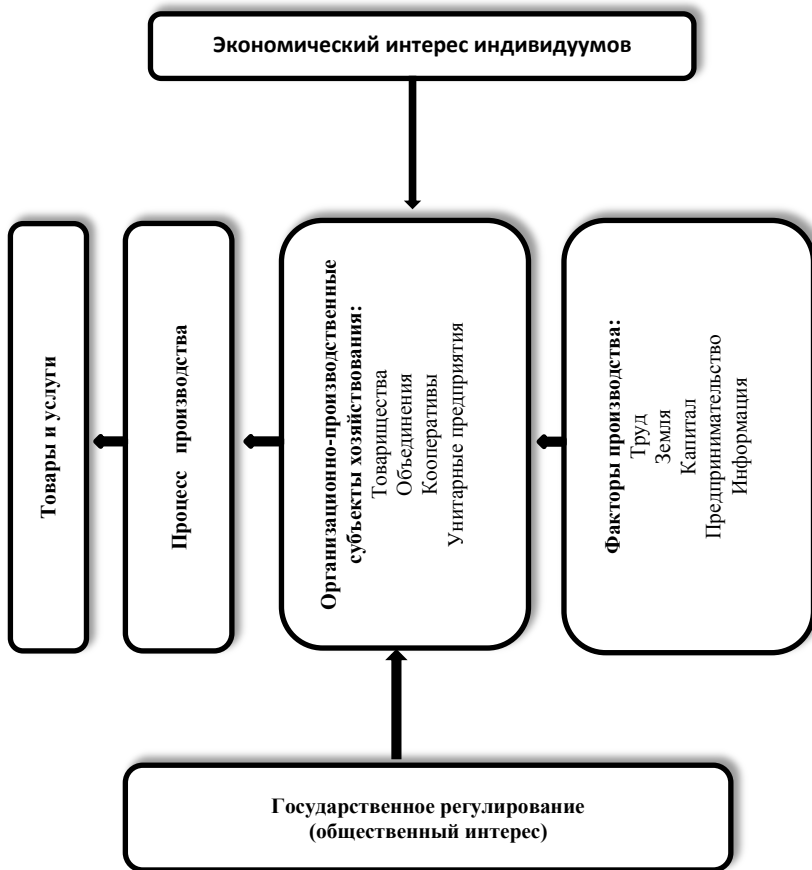 Экономический интерес индивидуумов
Товары и услуги
Процесс производства
Организационно-производственные
субъекты хозяйствования:
Товарищества
Объединения
Кооперативы
Унитарные предприятия
Факторы производства:
Труд
Земля
Капитал
Предпринимательство
Информация
Государственное регулирование
(общественный интерес)